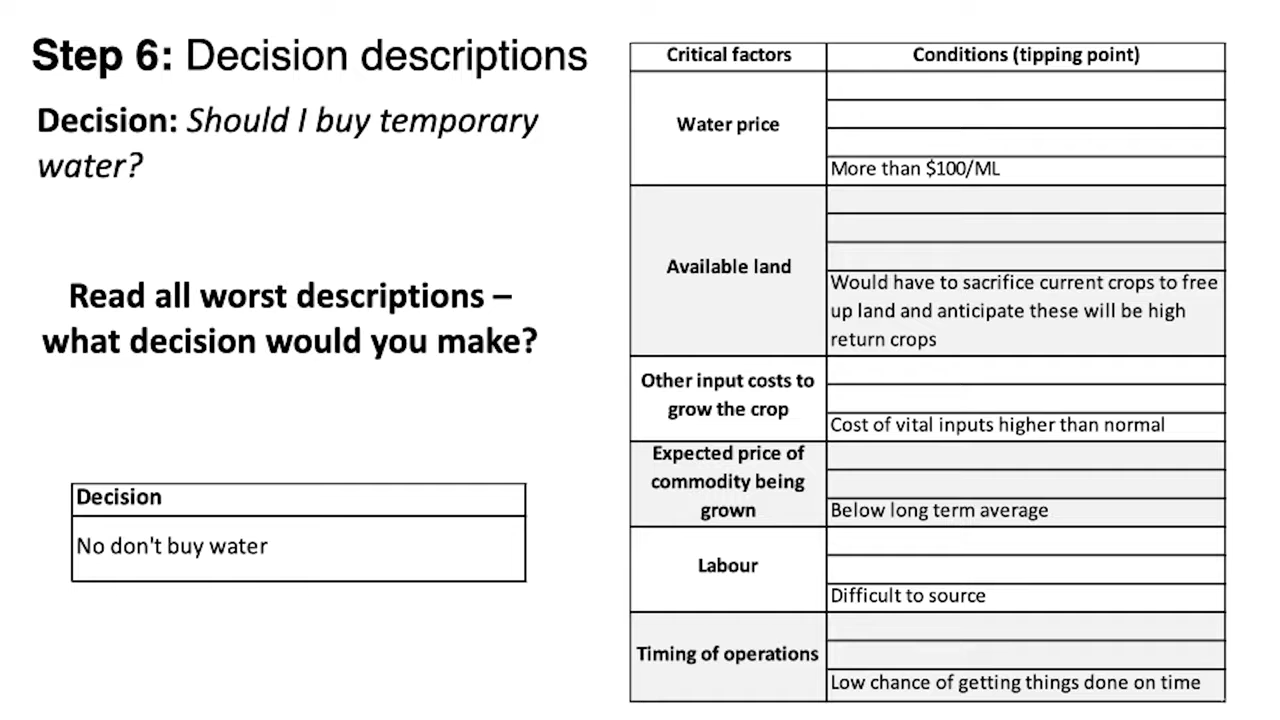 Step 6: Decision descriptions
Decision: Should I buy temporary
water?
Read all worst descriptions –
what decision would you make?
Decision
No don't buy water
Critical factors
Conditions (tipping point)
Water price
More than $100/ML
Available land
Would have to sacrifice current crops to free
up land and anticipate these will be high
return crops
Other input costs to
grow the crop
Cost of vital inputs higher than normal
Expected price of
commodity being
grown
Below long term average
Labour
Difficult to source
Timing of operations
Low chance of getting things done on time